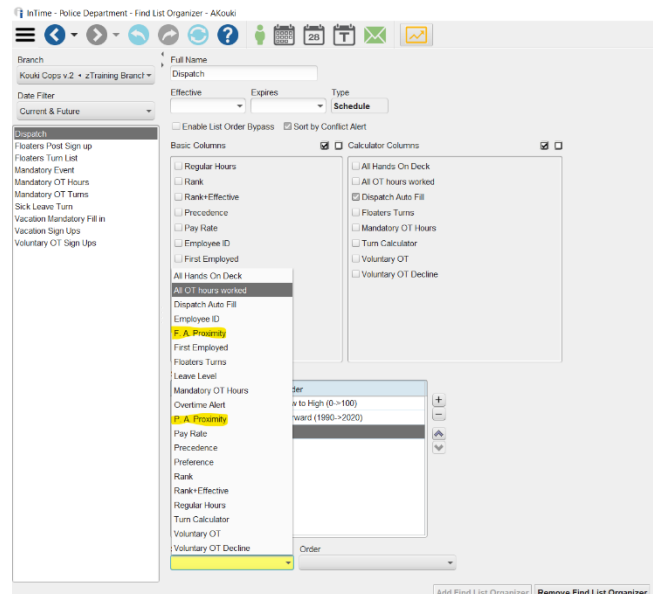 InTime - Police Department - Find List Organizer - AKouki
28
T
Branch
Kouki Cops v.2 • zTraining Branch
Date Filter
Current & Future
Dispatch
Floaters Post Sign up
Floaters Turn List
Mandatory Event
Mandatory OT Hours
Mandatory OT Turns
Sick Leave Turn
Vacation Mandatory Fill in
Vacation Sign Ups
Voluntary OT Sign Ups
Full Name
Dispatch
Effective Expires Type
Schedule
Enable List Order Bypass Sort by Conflict Alert
Basic Columns
Regular Hours
Rank
Rank+Effective
Precedence
Pay Rate
Employee ID
First Employed
Calculator Columns
All Hands On Deck
All OT hours worked
Dispatch Auto Fill
Floaters Turns
Mandatory OT Hours
Turn Calculator
Voluntary OT
Voluntary OT Decline
All Hands On Deck
All OT hours worked
Dispatch Auto Fill
Employee ID
F. A. Proximity
First Employed
Floaters Turns
Leave Level
Mandatory OT Hours
Overtime Alert
P. A. Proximity
Pay Rate
Precedence
Preference
Rank
Rank+Effective
Regular Hours
Turn Calculator
Voluntary OT
Voluntary OT Decline
to High (0->100)
(1990->2020)
Order
Add Find List Organizer Remove Find List Organizer